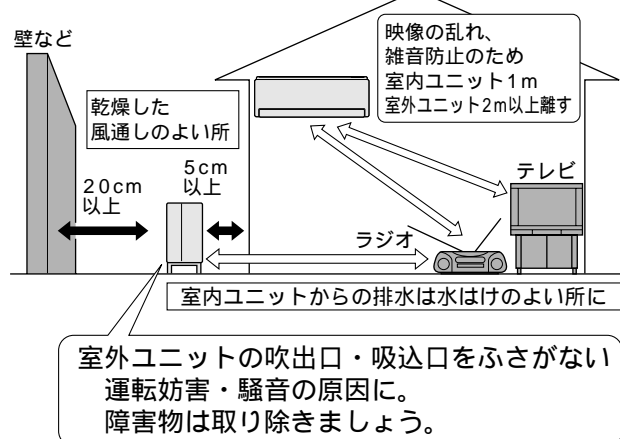 壁など
映像の乱れ、
雑音防止のため
室内ユニット1m
室外ユニット2m以上離す
乾燥した
風通しのよい所
20cm
以上
5cm
以上
テレビ
ラジオ
室内ユニットからの排水は水はけのよい所に
室外ユニットの吹出口・吸込口をふさがない
運転妨害・騒音の原因に。
障害物は取り除きましょう。